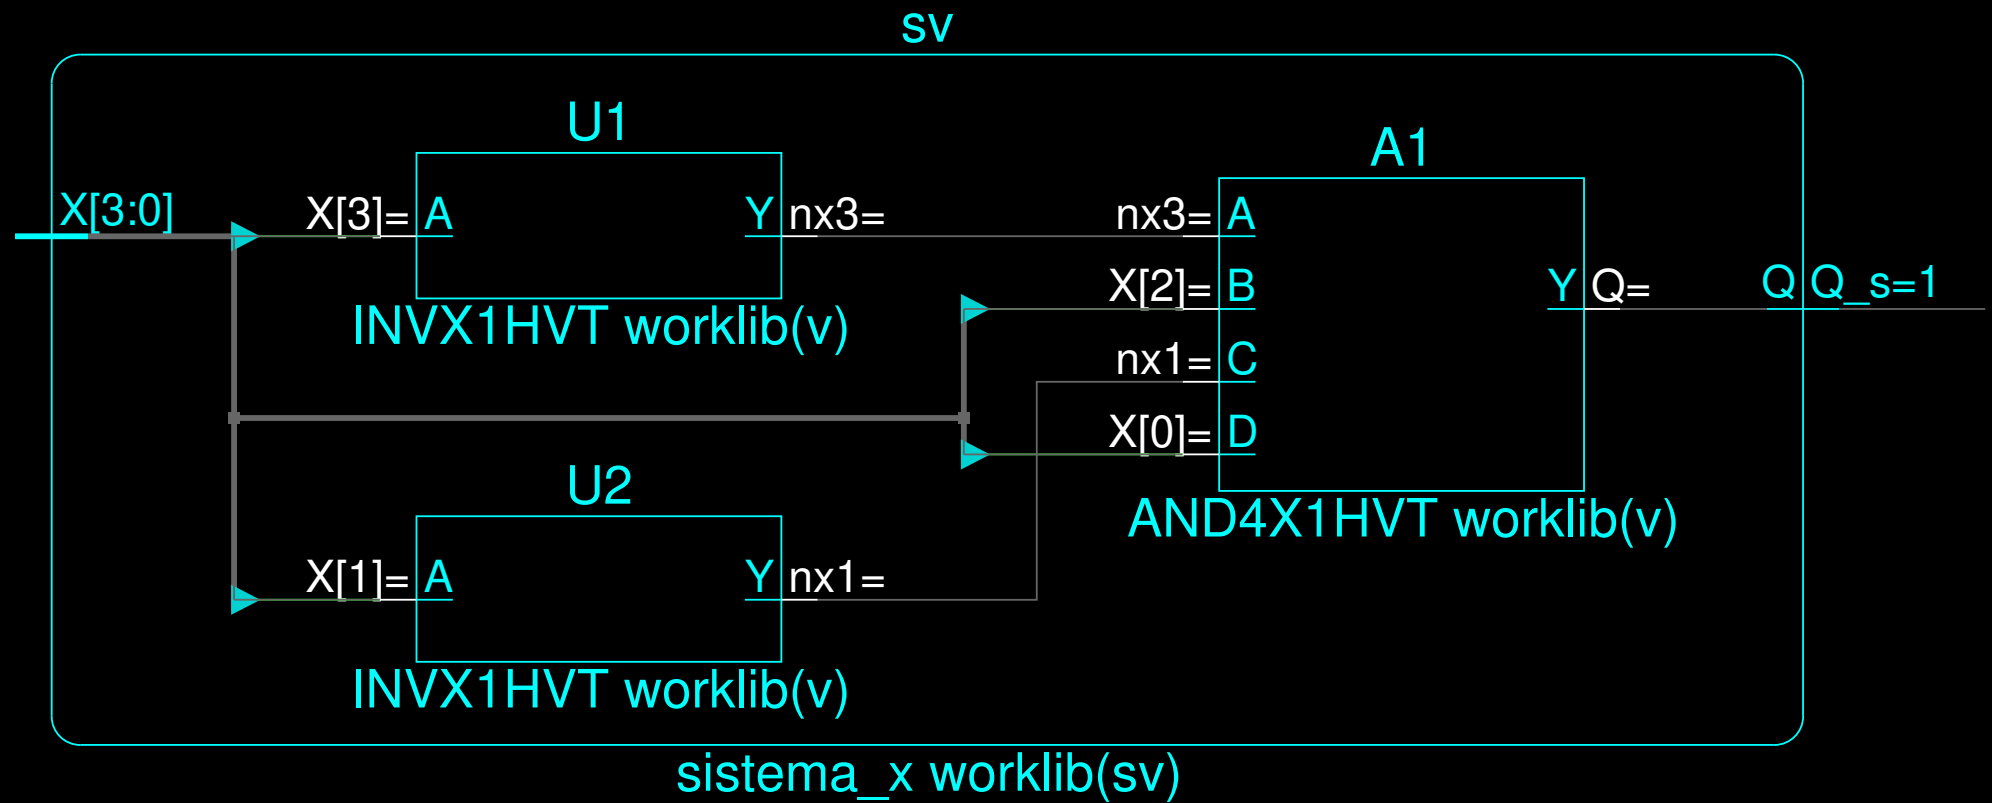 sv
X[3:0]
U1
X[3]= A
Y nx3=
INVX1HVT worklib(v)
U2
X[1]= A
Y nx1=
INVX1HVT worklib(v)
A1
nx3= A
X[2]= B
nx1= C
X[0]= D
Y Q=
AND4X1HVT worklib(v)
Q Q_s=1
sistema_x worklib(sv)